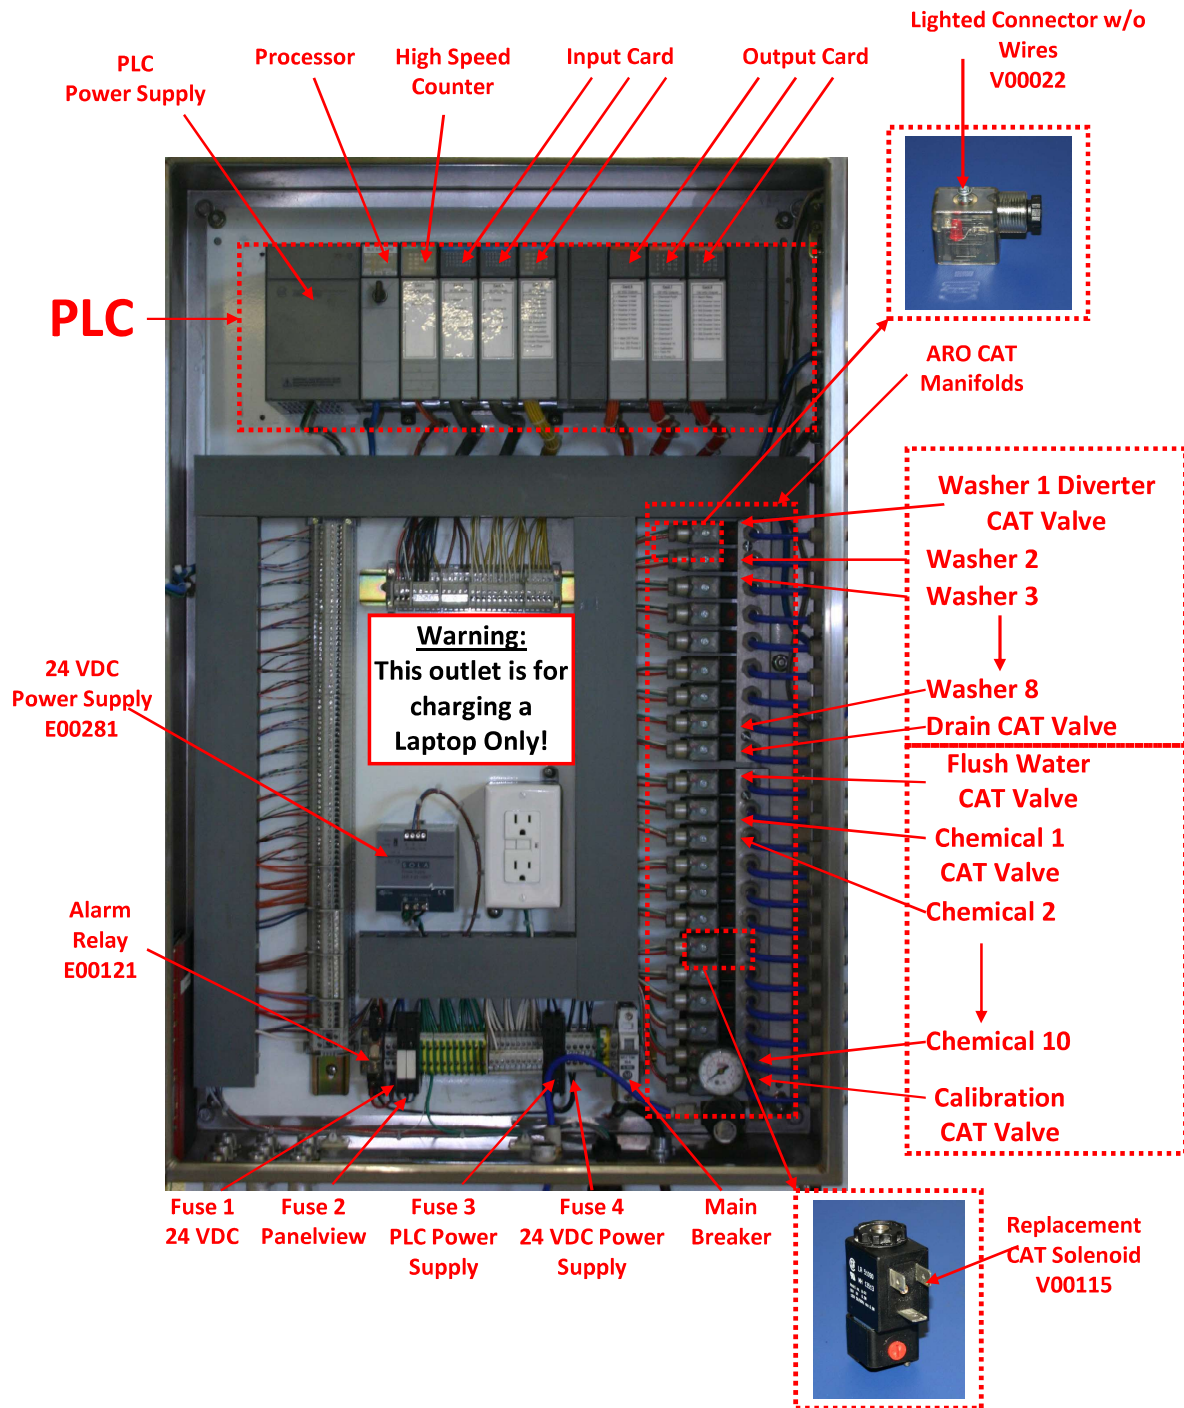 Lighted Connector w/o
Wires
V00022
PLC
Power Supply
Processor
High Speed
Counter
Input Card
Output Card
PLC
ARO CAT
Manifolds
Washer 1 Diverter
CAT Valve
Washer 2
Washer 3
Washer 8
Drain CAT Valve
Flush Water
CAT Valve
Chemical 1
CAT Valve
Chemical 2
Chemical 10
Calibration
CAT Valve
Warning:
This outlet is for
charging a
Laptop Only!
24 VDC
Power Supply
E00281
Alarm
Relay
E00121
Fuse 1
24 VDC
Fuse 2
Panelview
Fuse 3
PLC Power
Supply
Fuse 4
24 VDC Power
Supply
Main
Breaker
Replacement
CAT Solenoid
V00115